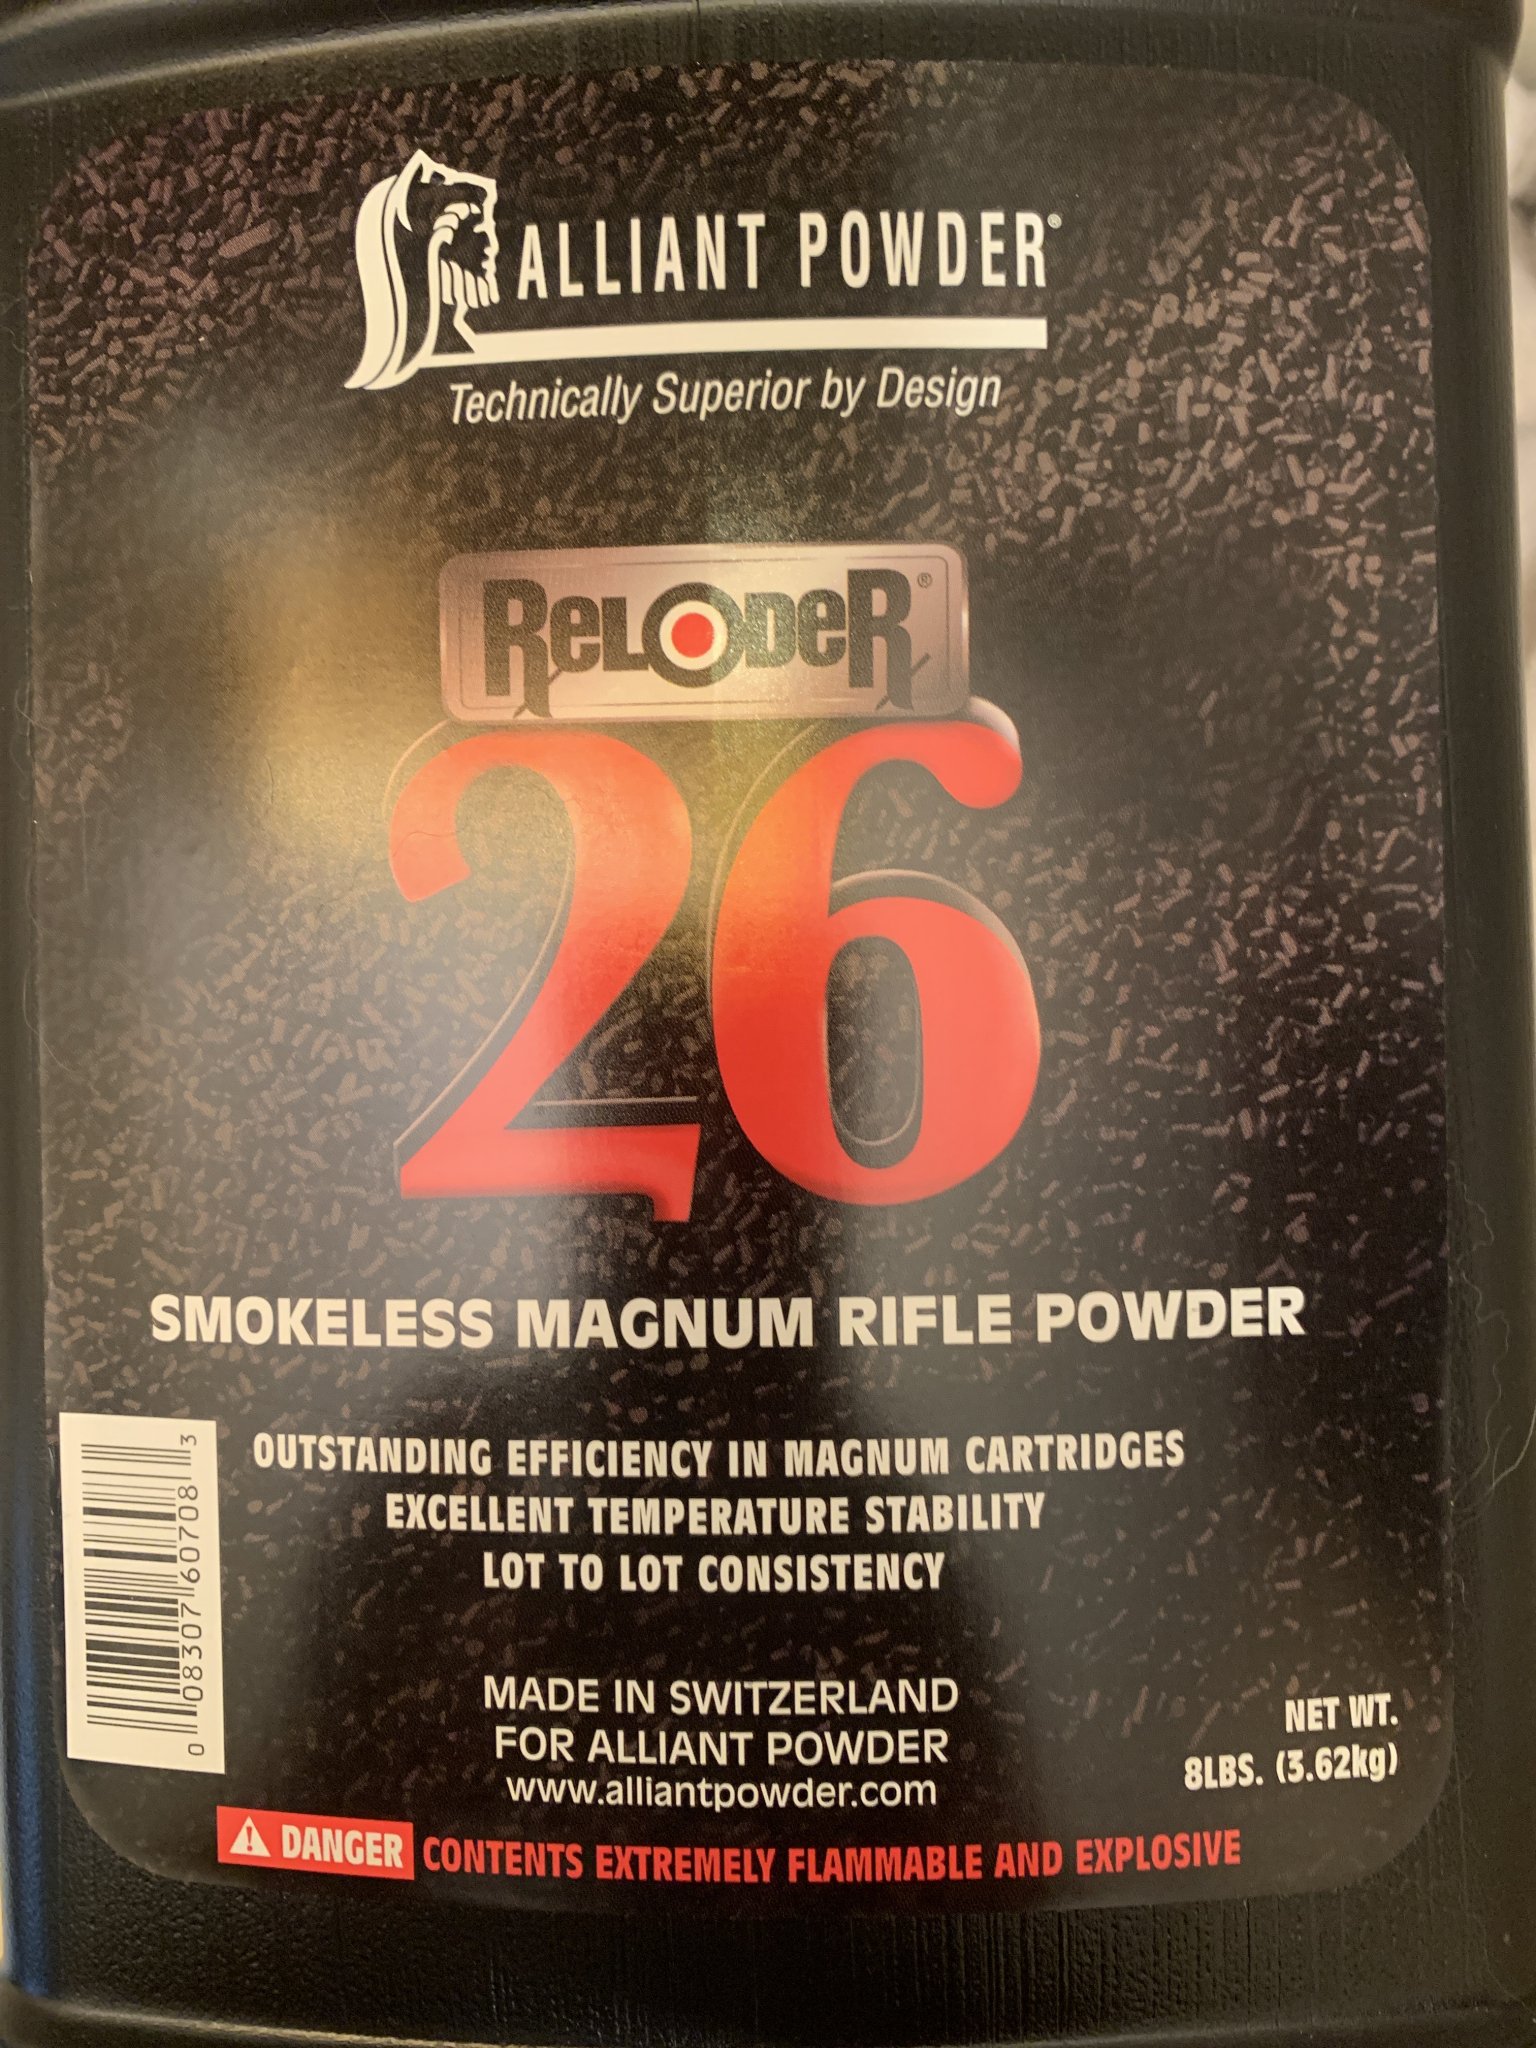 ALLIANT POWDER®
Technically Superior by Design
RELODER®
26
SMOKELESS MAGNUM RIFLE POWDER
OUTSTANDING EFFICIENCY IN MAGNUM CARTRIDGES
EXCELLENT TEMPERATURE STABILITY
LOT TO LOT CONSISTENCY
0 08307 60708 3
MADE IN SWITZERLAND
FOR ALLIANT POWDER
www.alliantpowder.com
NET WT.
8LBS. (3.62kg)
DANGER CONTENTS EXTREMELY FLAMMABLE AND EXPLOSIVE